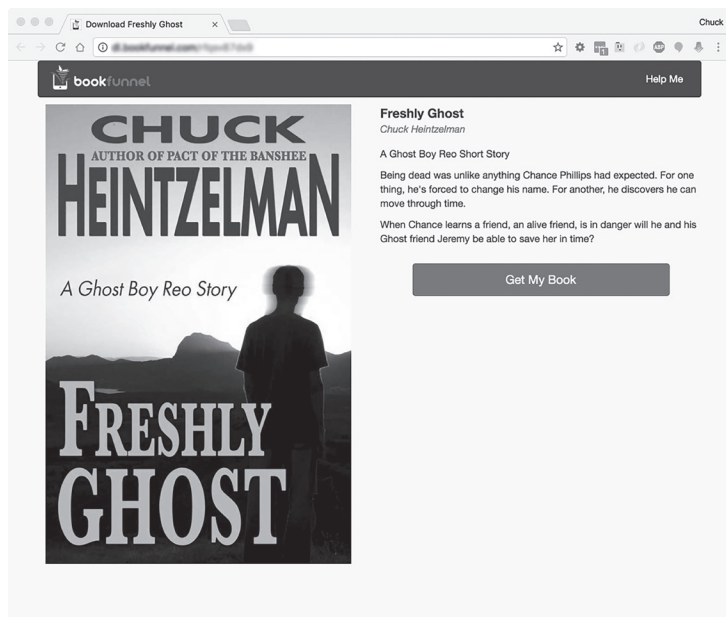 Download Freshly Ghost
Chuck
bookfunnel
Help Me
CHUCK
AUTHOR OF PACT OF THE BANSHEE
HEINTZELMAN
A Ghost Boy Reo Story
FRESHLY
GHOST
Freshly Ghost
Chuck Heintzelman
A Ghost Boy Reo Short Story
Being dead was unlike anything Chance Phillips had expected. For one
thing, he's forced to change his name. For another, he discovers he can
move through time.
When Chance learns a friend, an alive friend, is in danger will he and his
Ghost friend Jeremy be able to save her in time?
Get My Book